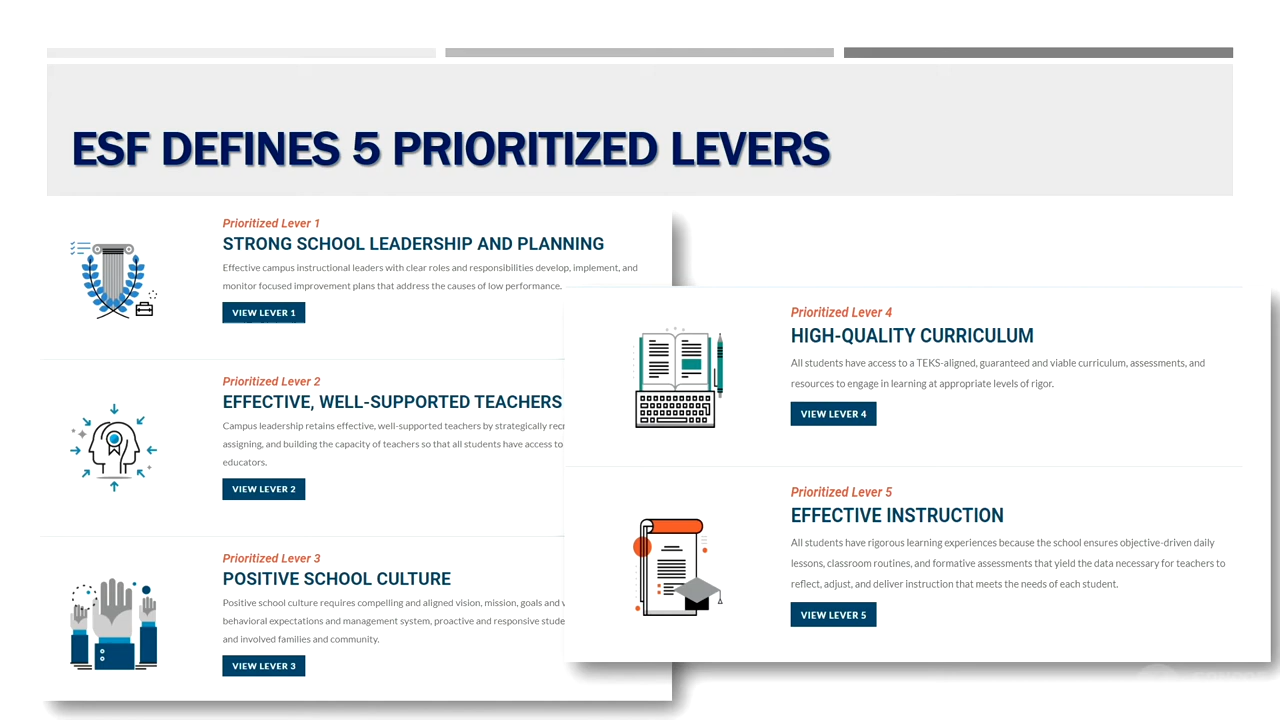 ESF DEFINES 5 PRIORITIZED LEVERS
Prioritized Lever 1
STRONG SCHOOL LEADERSHIP AND PLANNING
Effective campus instructional leaders with clear roles and responsibilities develop, implement, and
monitor focused improvement plans that address the causes of low performance.
VIEW LEVER 1
Prioritized Lever 2
EFFECTIVE, WELL-SUPPORTED TEACHERS
Campus leadership retains effective, well-supported teachers by strategically
assigning, and building the capacity of teachers so that all students have access to
educators.
VIEW LEVER 2
Prioritized Lever 3
POSITIVE SCHOOL CULTURE
Positive school culture requires compelling and aligned vision, mission, goals and
behavioral expectations and management system, proactive and responsive
and involved families and community.
VIEW LEVER 3
Prioritized Lever 4
HIGH-QUALITY CURRICULUM
All students have access to a TEKS-aligned, guaranteed and viable curriculum, assessments, and
resources to engage in learning at appropriate levels of rigor.
VIEW LEVER 4
Prioritized Lever 5
EFFECTIVE INSTRUCTION
All students have rigorous learning experiences because the school ensures objective-driven daily
lessons, classroom routines, and formative assessments that yield the data necessary for teachers to
reflect, adjust, and deliver instruction that meets the needs of each student.
VIEW LEVER 5